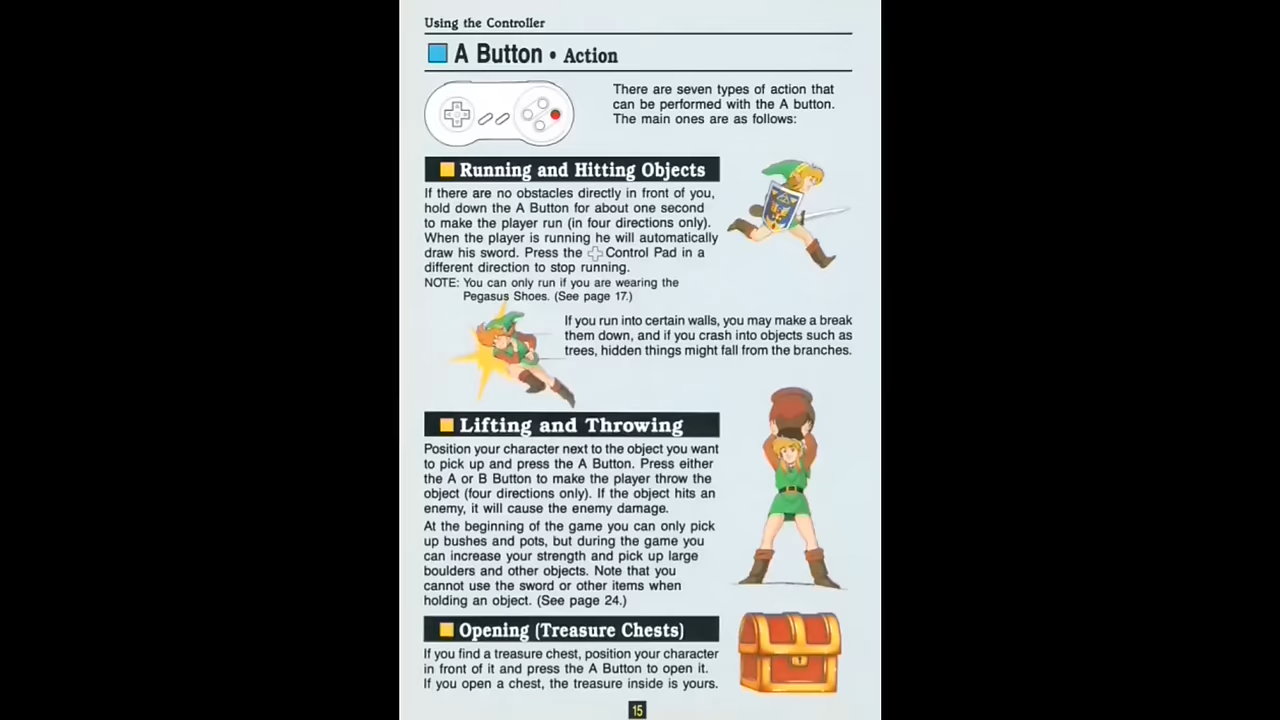 Using the Controller
A Button • Action
There are seven types of action that
can be performed with the A button.
The main ones are as follows:
Running and Hitting Objects
If there are no obstacles directly in front of you,
hold down the A Button for about one second
to make the player run (in four directions only).
When the player is running he will automatically
draw his sword. Press the Control Pad in a
different direction to stop running.
NOTE: You can only run if you are wearing the
Pegasus Shoes. (See page 17.)
If you run into certain walls, you may make a break
them down, and if you crash into objects such as
trees, hidden things might fall from the branches.
Lifting and Throwing
Position your character next to the object you want
to pick up and press the A Button. Press either
the A or B Button to make the player throw the
object (four directions only). If the object hits an
enemy, it will cause the enemy damage.
At the beginning of the game you can only pick
up bushes and pots, but during the game you
can increase your strength and pick up large
boulders and other objects. Note that you
cannot use the sword or other items when
holding an object. (See page 24.)
Opening (Treasure Chests)
If you find a treasure chest, position your character
in front of it and press the A Button to open it.
If you open a chest, the treasure inside is yours.
15